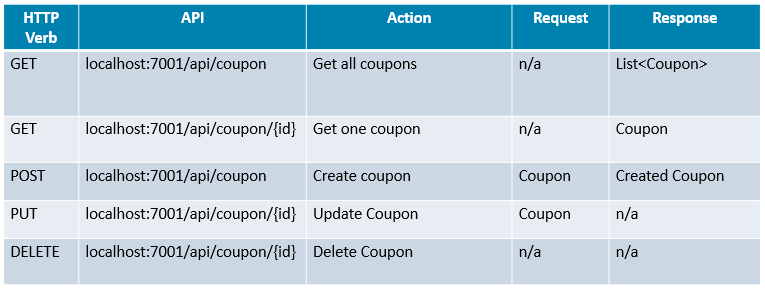 HTTP Verb API Action Request Response
GET localhost:7001/api/coupon Get all coupons n/a List<Coupon>
GET localhost:7001/api/coupon/{id} Get one coupon n/a Coupon
POST localhost:7001/api/coupon Create coupon Coupon Created Coupon
PUT localhost:7001/api/coupon/{id} Update Coupon Coupon n/a
DELETE localhost:7001/api/coupon/{id} Delete Coupon n/a n/a